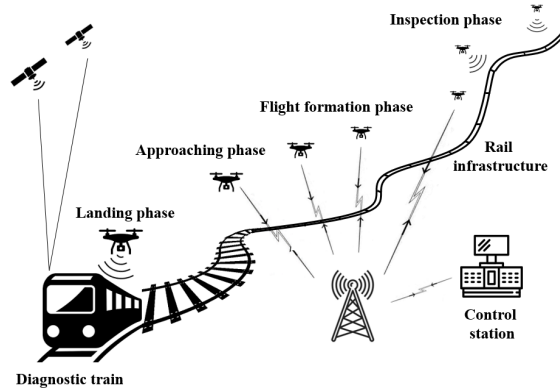 Inspection phase
Flight formation phase
Approaching phase
Rail
infrastructure
Landing phase
Control
station
Diagnostic train